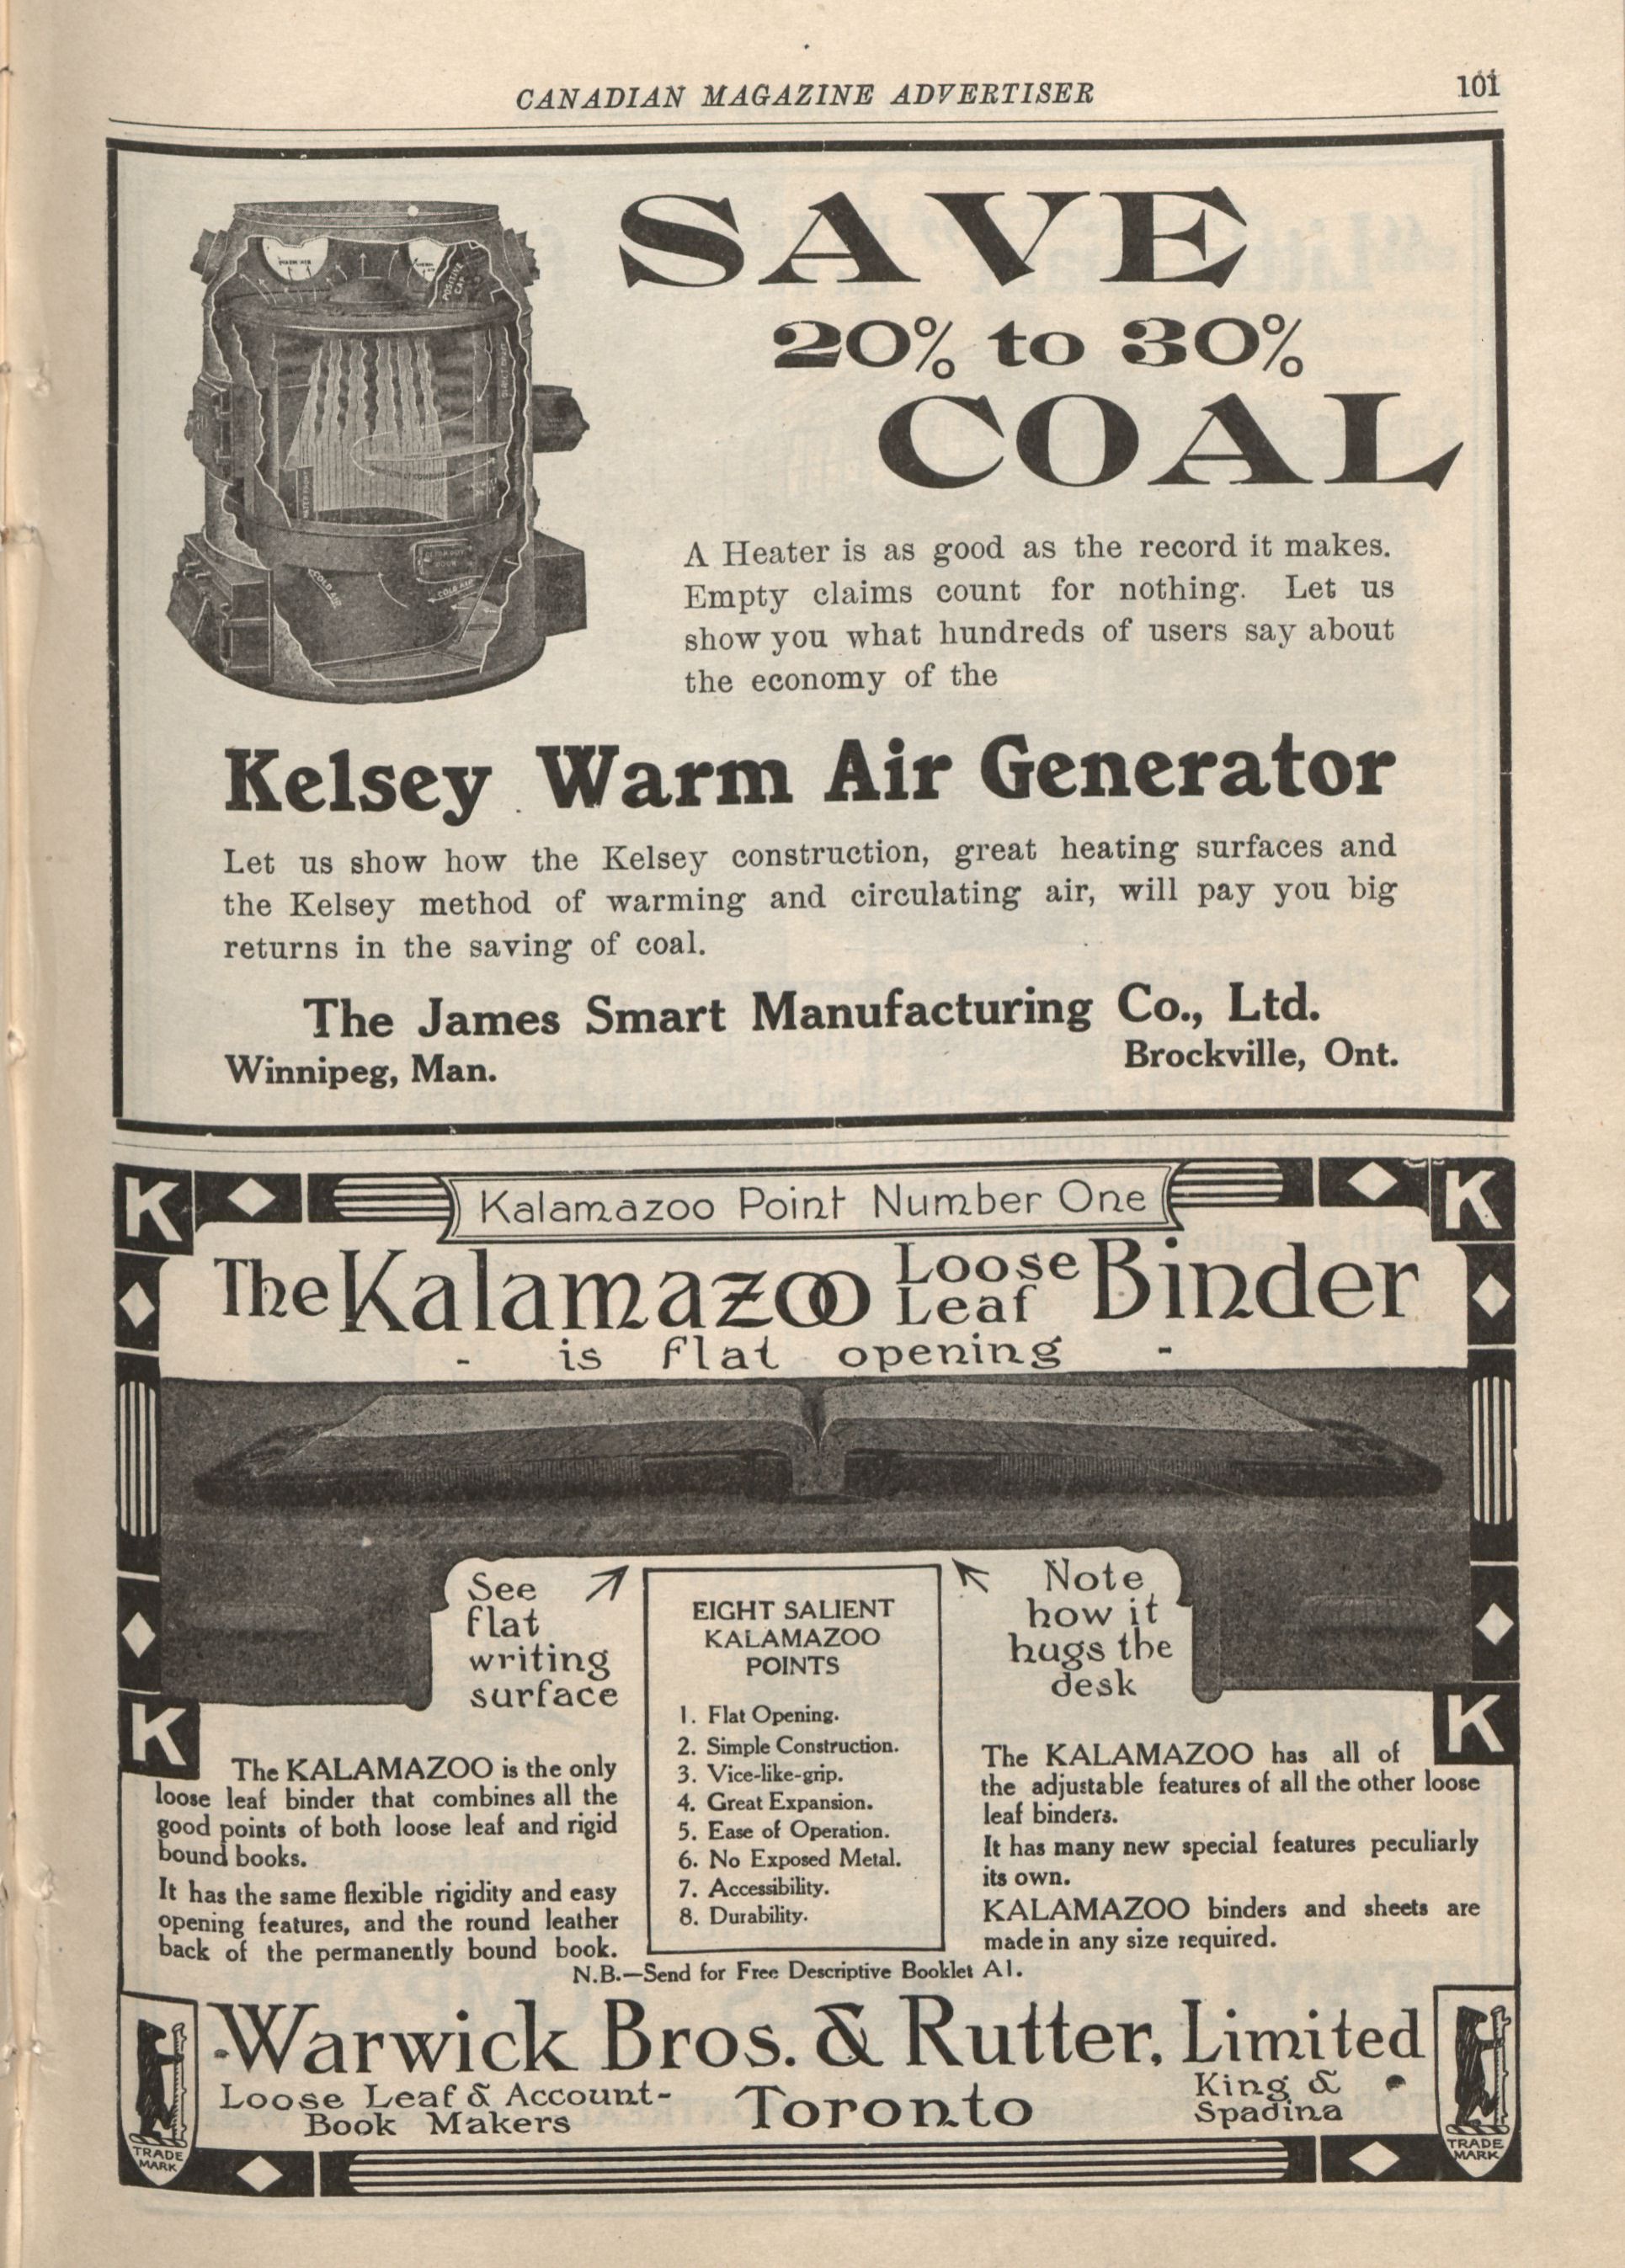 CANADIAN MAGAZINE ADVERTISER
101
SAVE
20% to 30%
COAL
WARM AIR
POSITIVE
CAP
COLD AIR
COLD AIR
A Heater is as good as the record it makes.
Empty claims count for nothing. Let us
show you what hundreds of users say about
the economy of the
Kelsey Warm Air Generator
Let us show how the Kelsey construction, great heating surfaces and
the Kelsey method of warming and circulating air, will pay you big
returns in the saving of coal.
The James Smart Manufacturing Co., Ltd.
Winnipeg, Man.
Brockville, Ont.
K
K
Kalamazoo Point Number One
The Kalamazoo Loose Leaf Binder
- is flat opening -
See
flat
writing
surface
Note
how it
hugs the
desk
EIGHT SALIENT
KALAMAZOO
POINTS
1. Flat Opening.
2. Simple Construction.
3. Vice-like-grip.
4. Great Expansion.
5. Ease of Operation.
6. No Exposed Metal.
7. Accessibility.
8. Durability.
K
K
The KALAMAZOO is the only
loose leaf binder that combines all the
good points of both loose leaf and rigid
bound books.
It has the same flexible rigidity and easy
opening features, and the round leather
back of the permanently bound book.
The KALAMAZOO has all of
the adjustable features of all the other loose
leaf binders.
It has many new special features peculiarly
its own.
KALAMAZOO binders and sheets are
made in any size required.
N.B.—Send for Free Descriptive Booklet A1.
Warwick Bros. & Rutter, Limited
Loose Leaf & Account-
Book Makers
Toronto
King &
Spadina
TRADE
MARK
TRADE
MARK